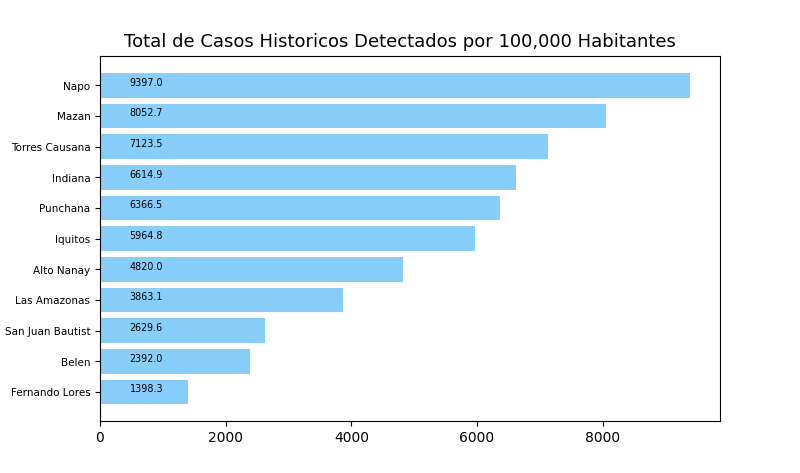 Total de Casos Historicos Detectados por 100,000 Habitantes
Napo 9397.0
Mazan 8052.7
Torres Causana 7123.5
Indiana 6614.9
Punchana 6366.5
Iquitos 5964.8
Alto Nanay 4820.0
Las Amazonas 3863.1
San Juan Bautist 2629.6
Belen 2392.0
Fernando Lores 1398.3
0 2000 4000 6000 8000